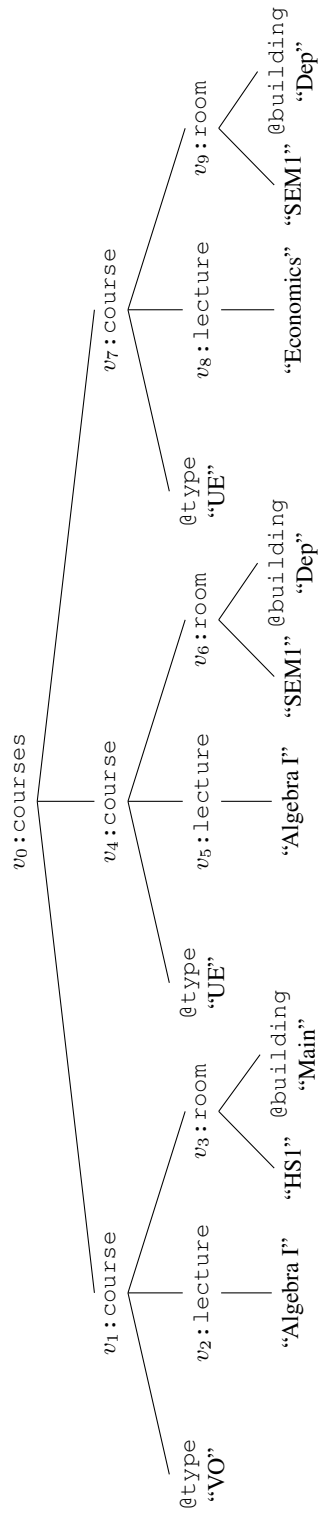 v₀:courses
v₁:course
v₄:course
v₇:course
@type
“VO”
v₂:lecture
v₃:room
@type
“UE”
v₅:lecture
v₆:room
@type
“UE”
v₈:lecture
v₉:room
“Algebra I”
“HS1”
@building
“Main”
“Algebra I”
“SEM1”
@building
“Dep”
“Economics”
“SEM1”
@building
“Dep”